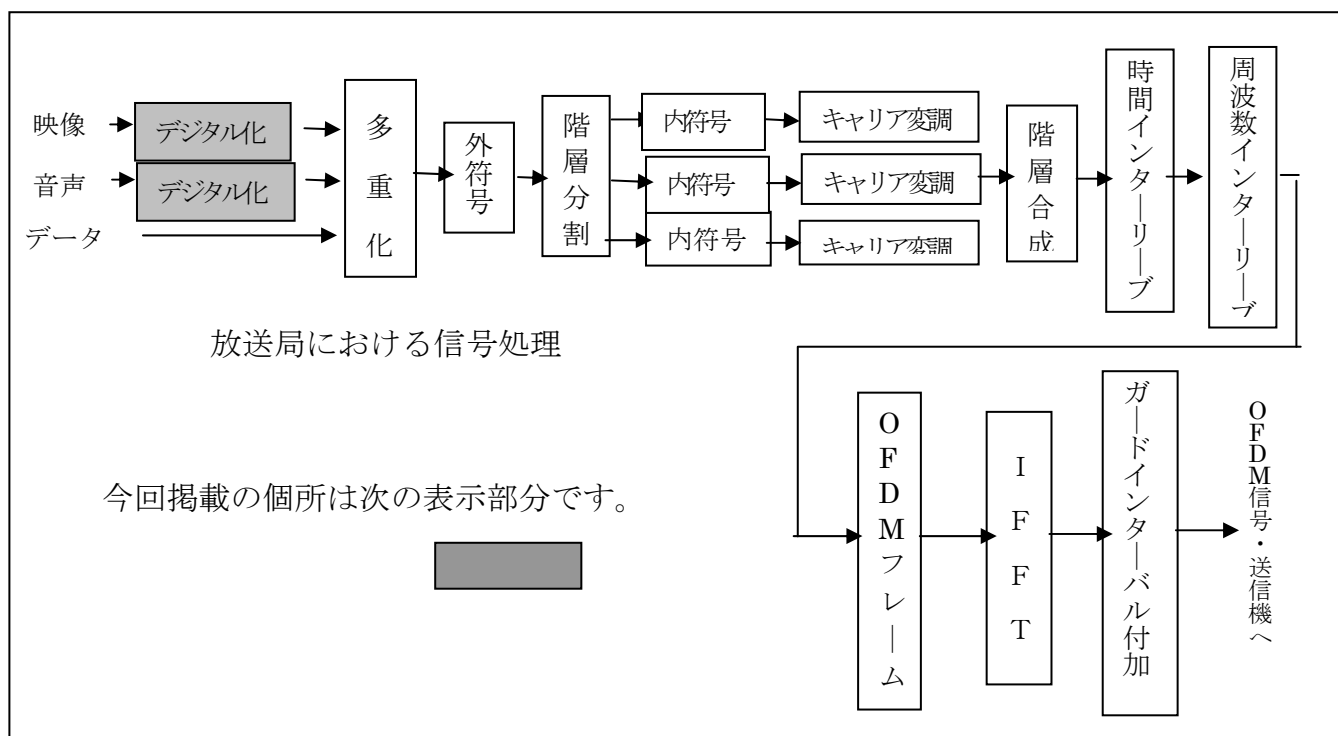 映像
デジタル化
音声
デジタル化
データ
多重化
外符号
階層分割
内符号
キャリア変調
内符号
キャリア変調
内符号
キャリア変調
階層合成
時間インターリーブ
周波数インターリーブ
放送局における信号処理
今回掲載の個所は次の表示部分です。
OFDMフレーム
IFFT
ガードインターバル付加
OFDM信号・送信機へ